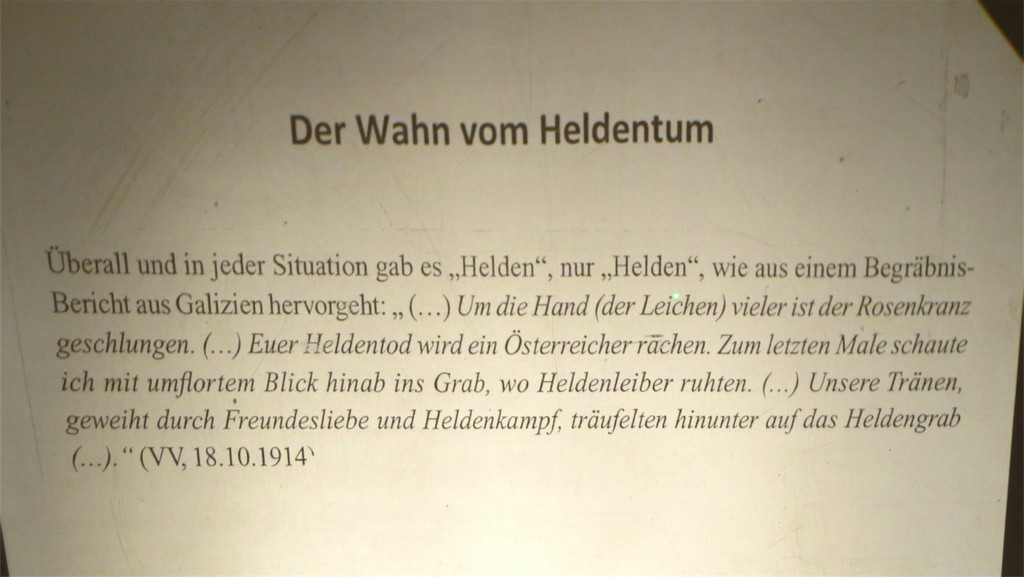 Der Wahn vom Heldentum
Überall und in jeder Situation gab es „Helden“, nur „Helden“, wie aus einem Begräbnis-
Bericht aus Galizien hervorgeht: „(…) Um die Hand (der Leichen) vieler ist der Rosenkranz
geschlungen. (…) Euer Heldentod wird ein Österreicher rächen. Zum letzten Male schaute
ich mit umflortem Blick hinab ins Grab, wo Heldenleiber ruhten. (…) Unsere Tränen,
geweiht durch Freundesliebe und Heldenkampf, träufelten hinunter auf das Heldengrab
(…).“ (VV, 18.10.1914)